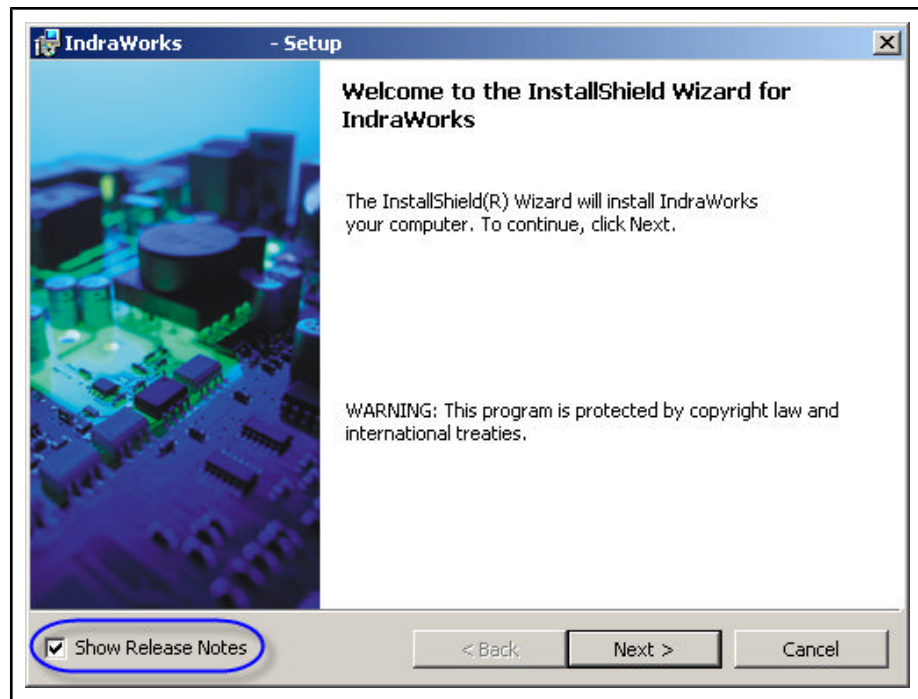 IndraWorks - Setup
Welcome to the InstallShield Wizard for
IndraWorks
The InstallShield(R) Wizard will install IndraWorks
your computer. To continue, click Next.
WARNING: This program is protected by copyright law and
international treaties.
Show Release Notes
< Back
Next >
Cancel